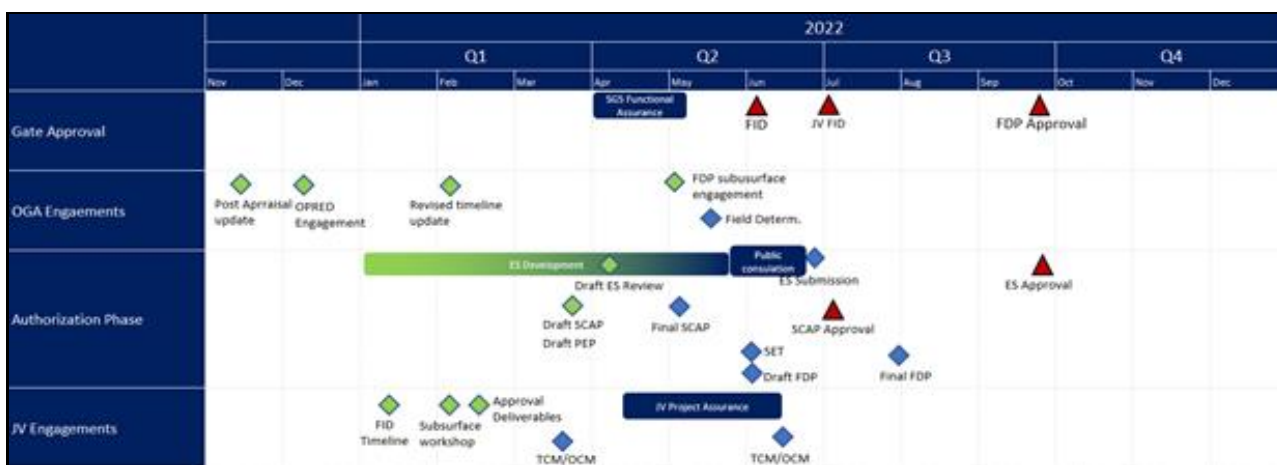 2022
Q1 Q2 Q3 Q4
Nov Dec Jan Feb Mar Apr May Jun Jul Aug Sep Oct Nov Dec
Gate Approval
SGS Functional
Assurance
FID
JV FID
FDP Approval
OGA Engaements
Post Aprraisal
update
OPRED
Engagement
Revised timeline
update
FDP subusurface
engagement
Field Determ.
Authorization Phase
ES Development
Public
consulation
Draft ES Review
ES Submission
ES Approval
Draft SCAP
Draft PEP
Final SCAP
SCAP Approval
SET
Draft FDP
Final FDP
JV Engagements
FID
Timeline
Subsurface
workshop
Approval
Deliverables
TCM/OCM
JV Project Assurance
TCM/OCM